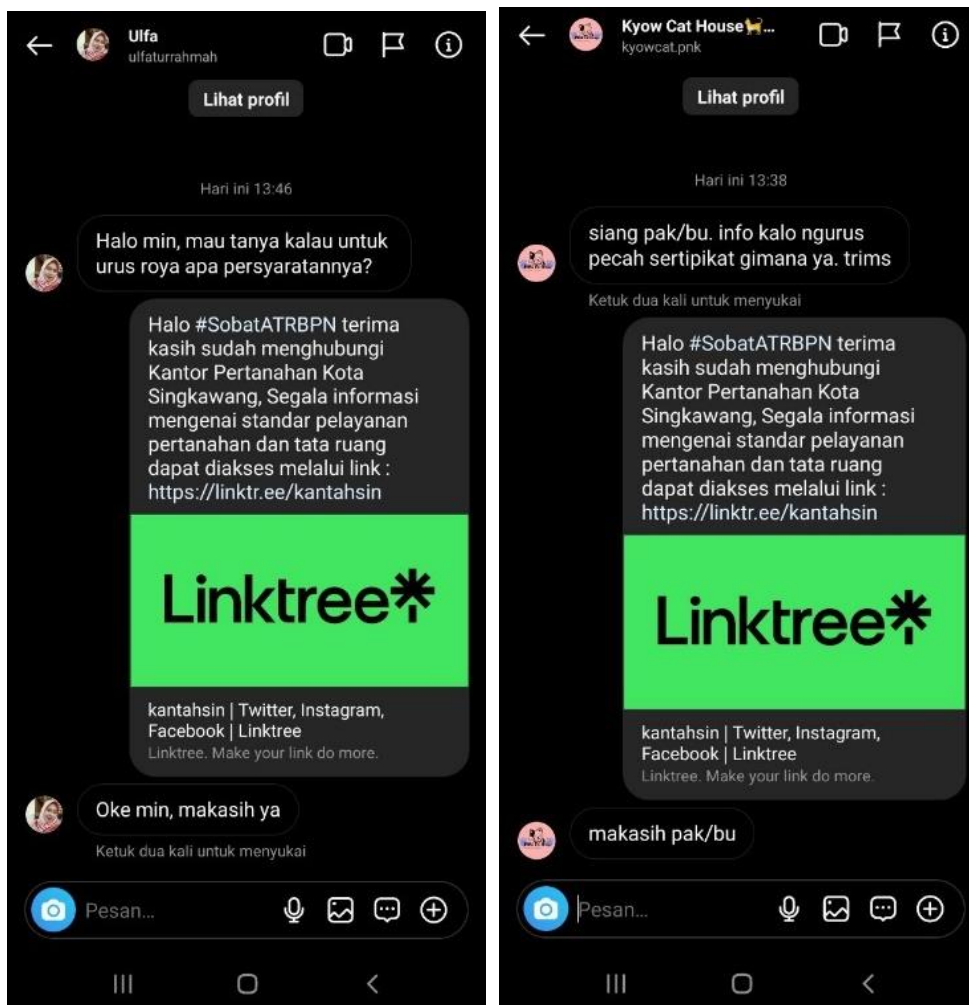 Ulfa
ulfaturrahmah
Lihat profil
Hari ini 13:46
Halo min, mau tanya kalau untuk
urus roya apa persyaratannya?
Halo #SobatATRBPN terima
kasih sudah menghubungi
Kantor Pertanahan Kota
Singkawang, Segala informasi
mengenai standar pelayanan
pertanahan dan tata ruang
dapat diakses melalui link :
https://linktr.ee/kantahsin
Linktree
kantahsin | Twitter, Instagram,
Facebook | Linktree
Linktree. Make your link do more.
Oke min, makasih ya
Ketuk dua kali untuk menyukai
Pesan...
Kyow Cat House🐈...
kyowcat.pnk
Lihat profil
Hari ini 13:38
siang pak/bu. info kalo ngurus
pecah sertipikat gimana ya. trims
Ketuk dua kali untuk menyukai
Halo #SobatATRBPN terima
kasih sudah menghubungi
Kantor Pertanahan Kota
Singkawang, Segala informasi
mengenai standar pelayanan
pertanahan dan tata ruang
dapat diakses melalui link :
https://linktr.ee/kantahsin
Linktree
kantahsin | Twitter, Instagram,
Facebook | Linktree
Linktree. Make your link do more.
makasih pak/bu
Pesan...